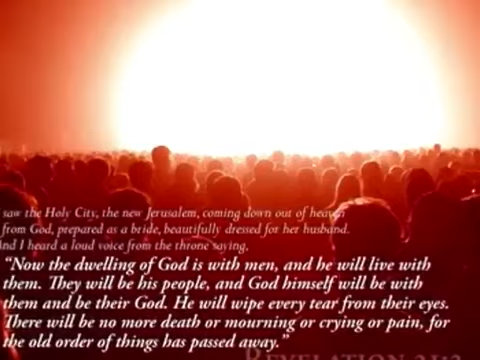 saw the Holy City, the new Jerusalem, coming down out of heaven
from God, prepared as a bride, beautifully dressed for her husband.
And I heard a loud voice from the throne saying,
“Now the dwelling of God is with men, and he will live with
them. They will be his people, and God himself will be with
them and be their God. He will wipe every tear from their eyes.
There will be no more death or mourning or crying or pain, for
the old order of things has passed away.”
Revelation